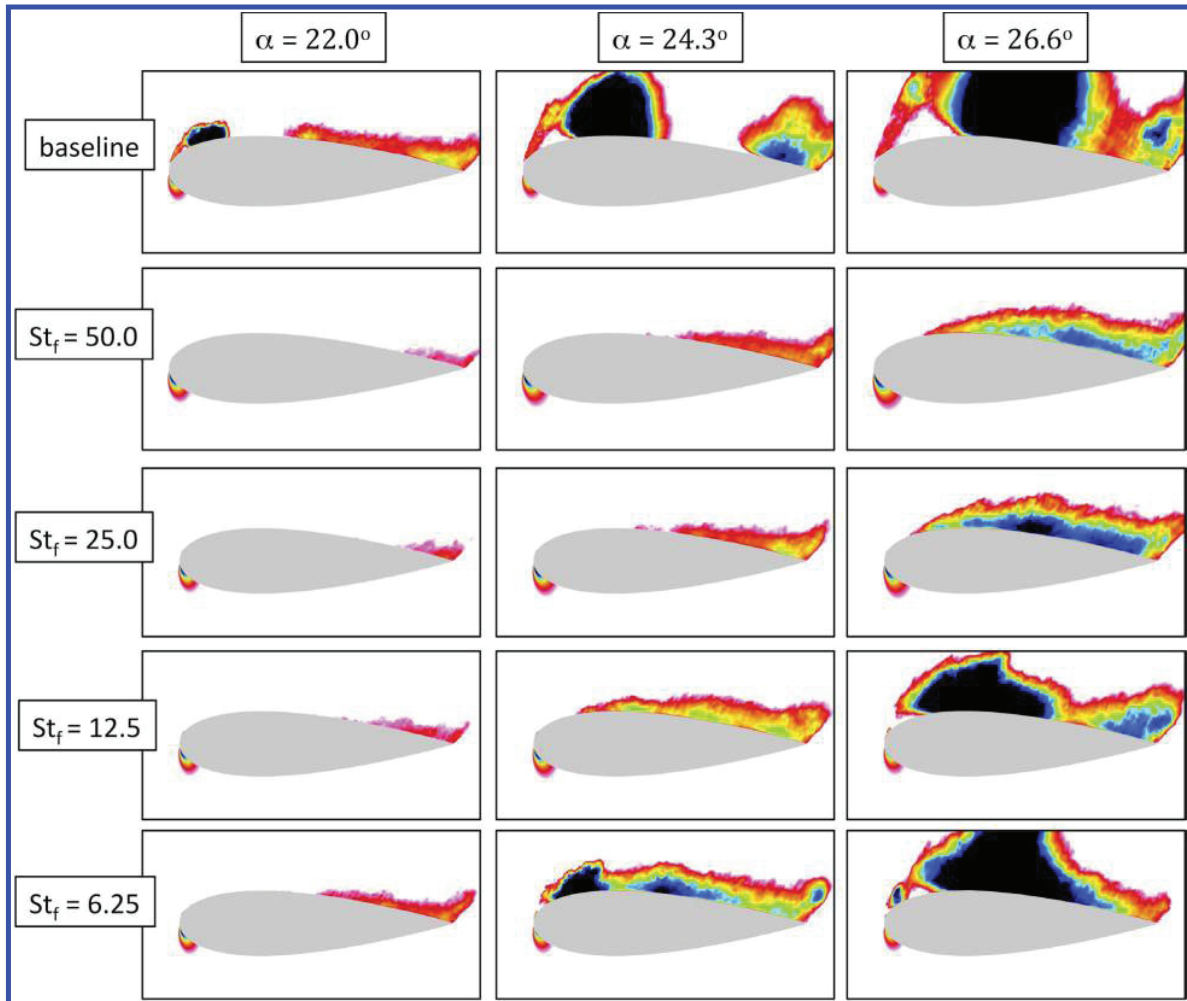 α = 22.0°
α = 24.3°
α = 26.6°
baseline
St_f = 50.0
St_f = 25.0
St_f = 12.5
St_f = 6.25